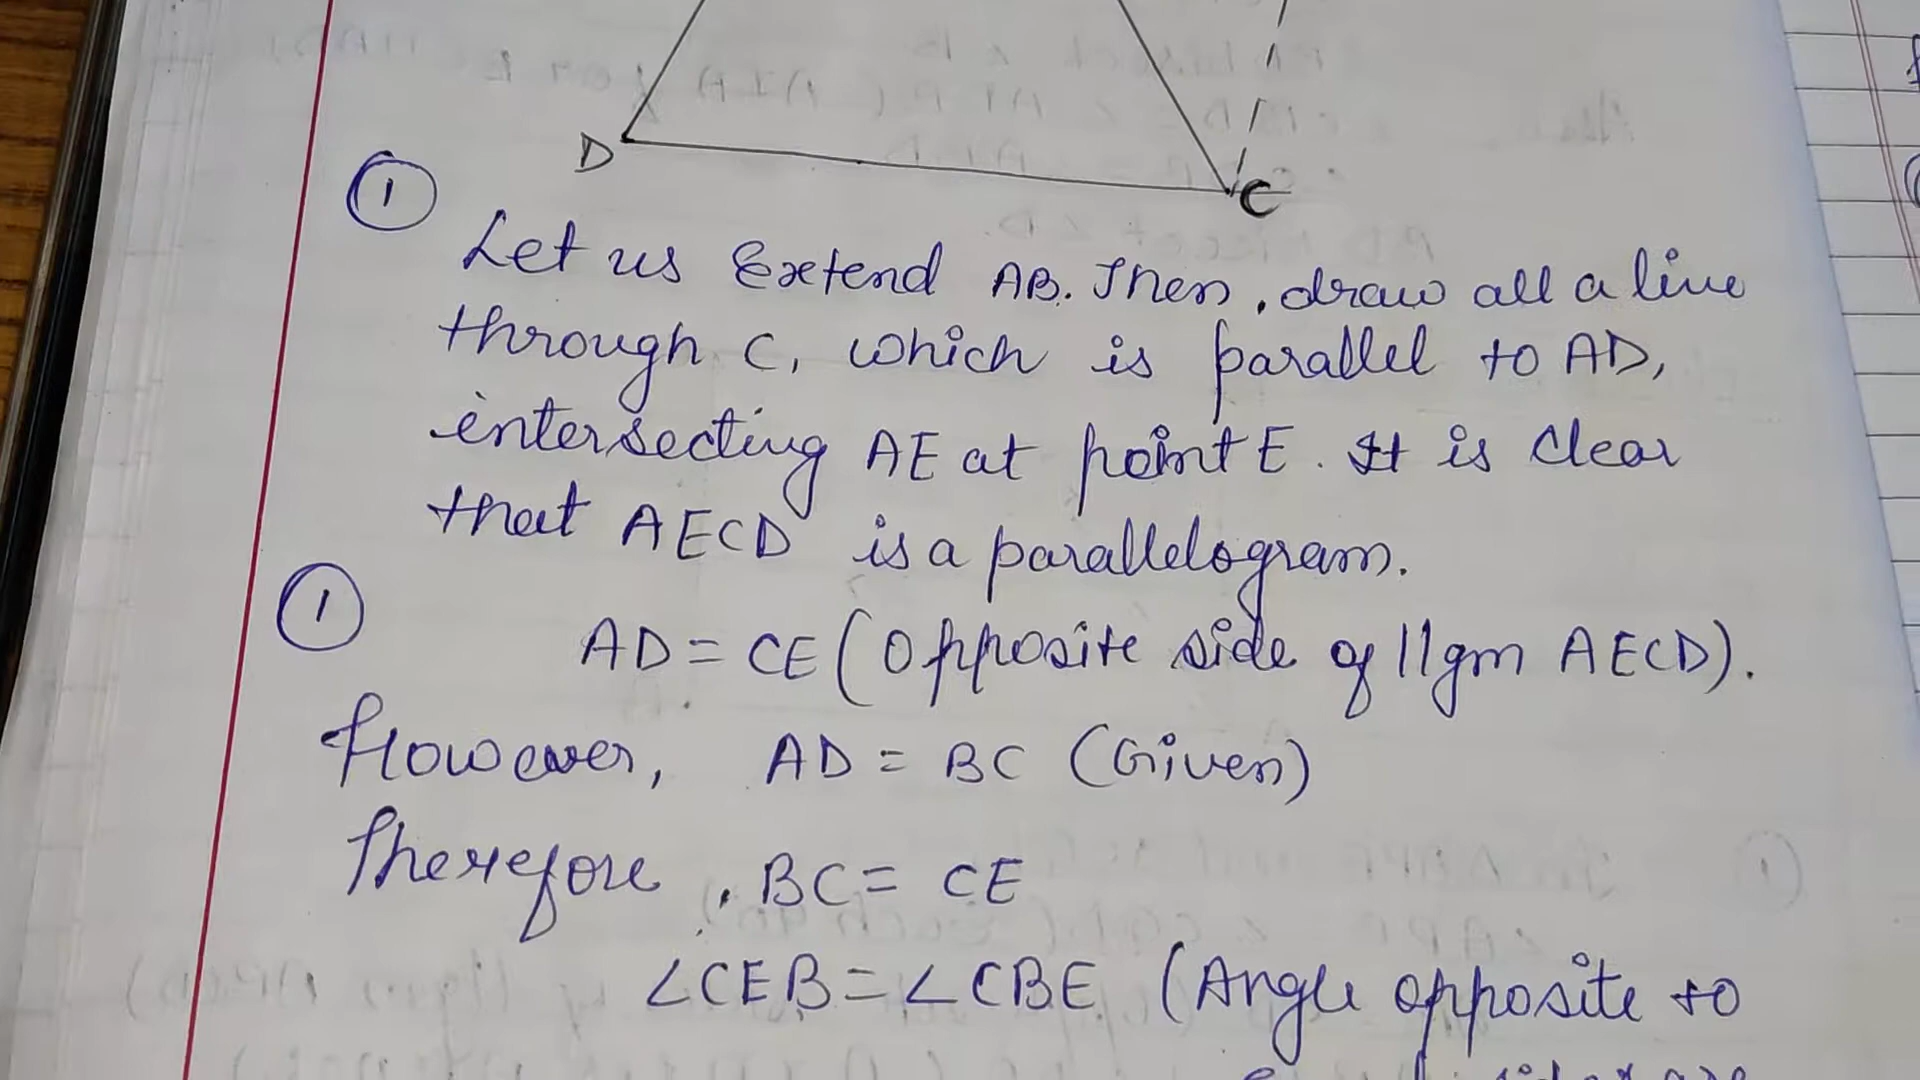 D
C
①
Let us Extend AB. Then, draw all a line
through C, which is parallel to AD,
intersecting AE at point E. It is clear
that AECD is a parallelogram.
①
AD = CE (Opposite side of ||gm AECD).
However, AD = BC (Given)
Therefore, BC = CE
∠CEB = ∠CBE (Angle opposite to